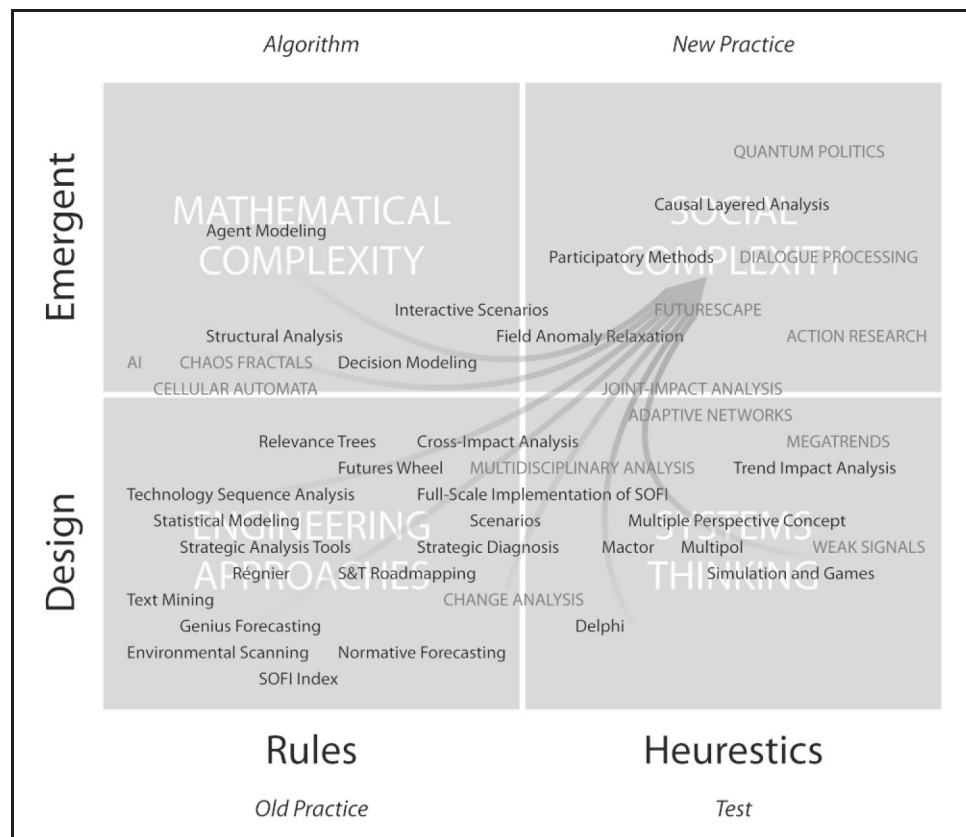 Algorithm
New Practice
Emergent
MATHEMATICAL
COMPLEXITY
SOCIAL
COMPLEXITY
QUANTUM POLITICS
Causal Layered Analysis
Agent Modeling
Participatory Methods
DIALOGUE PROCESSING
Interactive Scenarios
FUTURESCAPE
Structural Analysis
Field Anomaly Relaxation
ACTION RESEARCH
AI
CHAOS FRACTALS
Decision Modeling
CELLULAR AUTOMATA
JOINT-IMPACT ANALYSIS
ADAPTIVE NETWORKS
Design
ENGINEERING
APPROACHES
SYSTEMS
THINKING
Relevance Trees
Cross-Impact Analysis
MEGATRENDS
Futures Wheel
MULTIDISCIPLINARY ANALYSIS
Trend Impact Analysis
Technology Sequence Analysis
Full-Scale Implementation of SOFI
Statistical Modeling
Scenarios
Multiple Perspective Concept
Strategic Analysis Tools
Strategic Diagnosis
Mactor
Multipol
WEAK SIGNALS
Régnier
S&T Roadmapping
Simulation and Games
Text Mining
CHANGE ANALYSIS
Genius Forecasting
Delphi
Environmental Scanning
Normative Forecasting
SOFI Index
Rules
Heurestics
Old Practice
Test